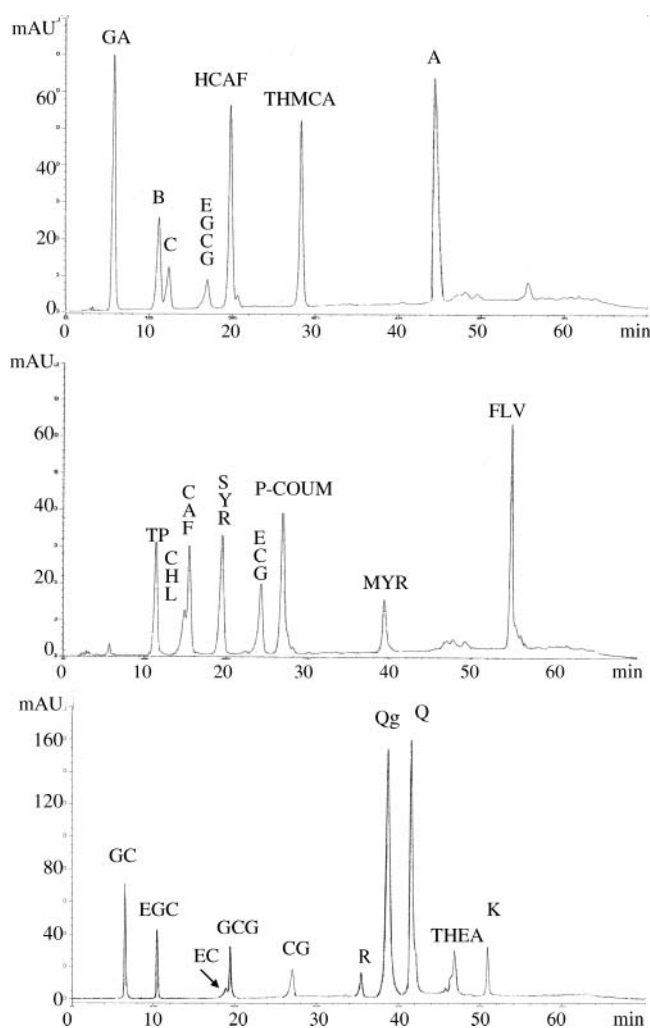 mAU
GA
HCAF
THMCA
A
60
40
B
E
G
C
G
C
20
0
0 10 20 30 40 50 60 min
mAU
FLV
60
40
P-COUM
S
Y
R
C
A
F
TP
E
C
G
C
H
L
20
MYR
0
0 10 20 30 40 50 60 min
mAU
Qg Q
160
120
80
GC
40
EGC
GCG
EC
CG
R
THEA
K
0
0 10 20 30 40 50 60 min